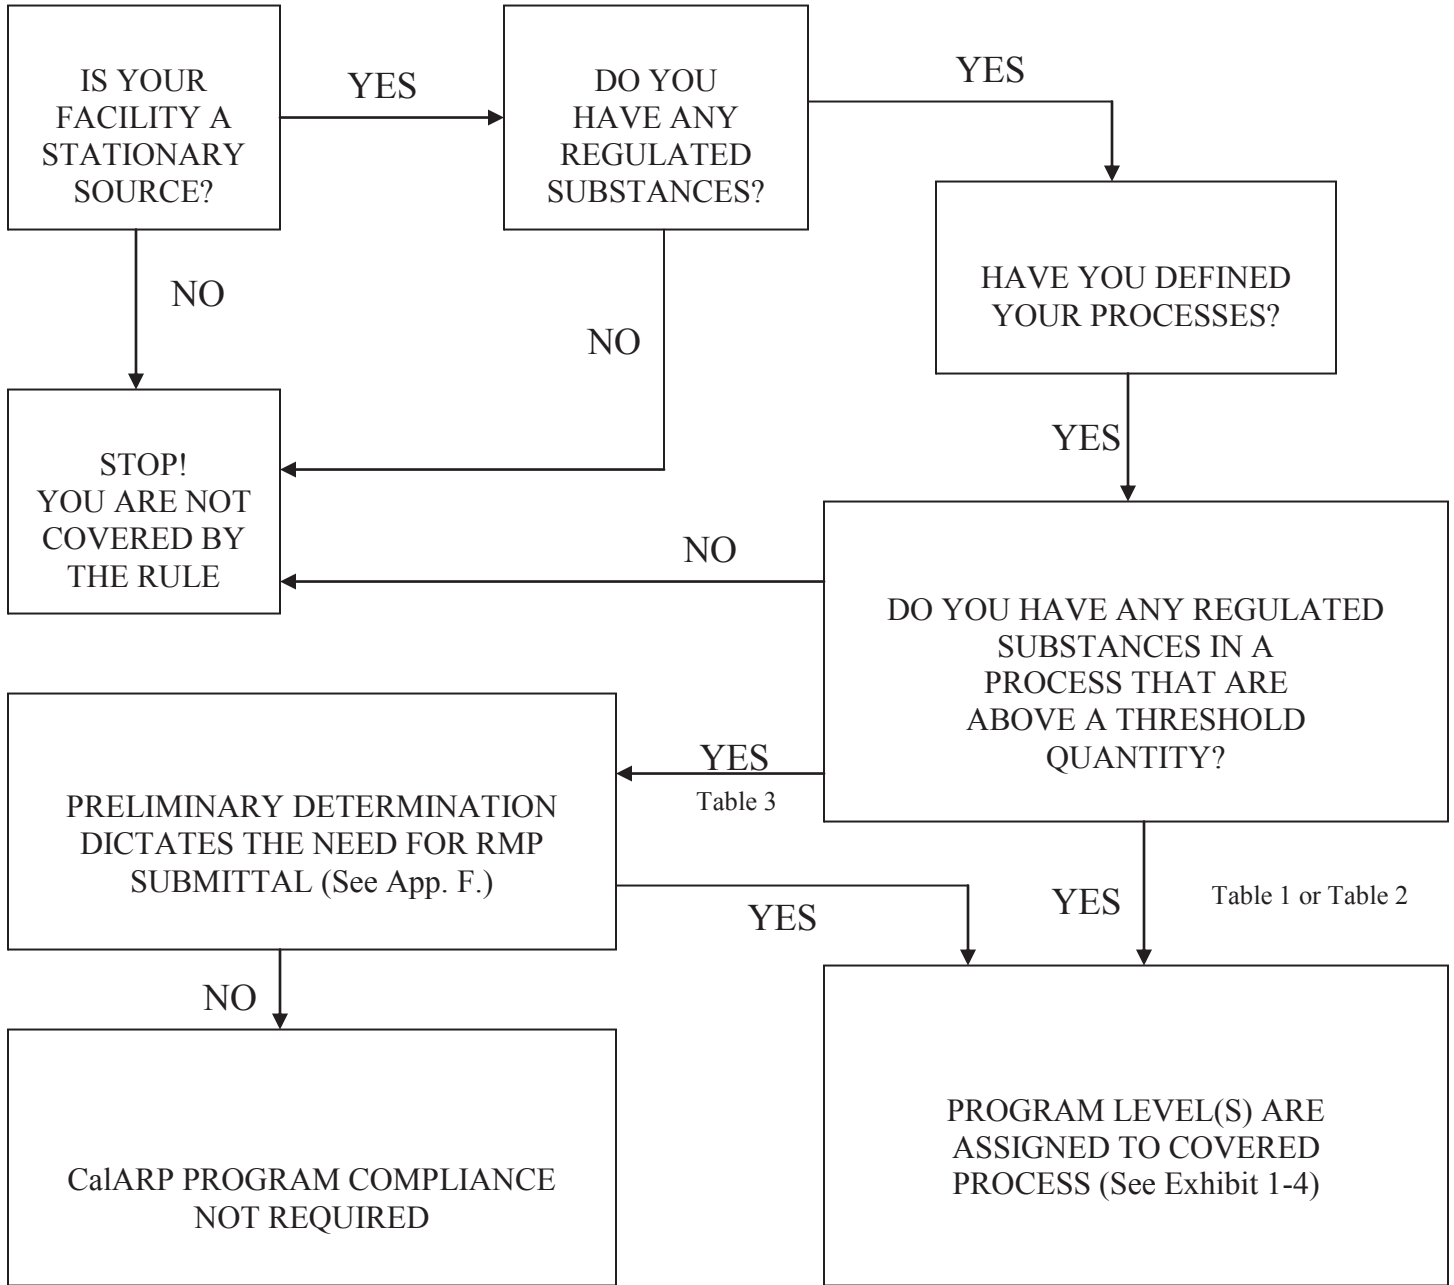 IS YOUR
FACILITY A
STATIONARY
SOURCE?
YES
DO YOU
HAVE ANY
REGULATED
SUBSTANCES?
YES
NO
NO
HAVE YOU DEFINED
YOUR PROCESSES?
YES
STOP!
YOU ARE NOT
COVERED BY
THE RULE
NO
DO YOU HAVE ANY REGULATED
SUBSTANCES IN A
PROCESS THAT ARE
ABOVE A THRESHOLD
QUANTITY?
YES
Table 3
PRELIMINARY DETERMINATION
DICTATES THE NEED FOR RMP
SUBMITTAL (See App. F.)
YES
YES
Table 1 or Table 2
NO
CalARP PROGRAM COMPLIANCE
NOT REQUIRED
PROGRAM LEVEL(S) ARE
ASSIGNED TO COVERED
PROCESS (See Exhibit 1-4)